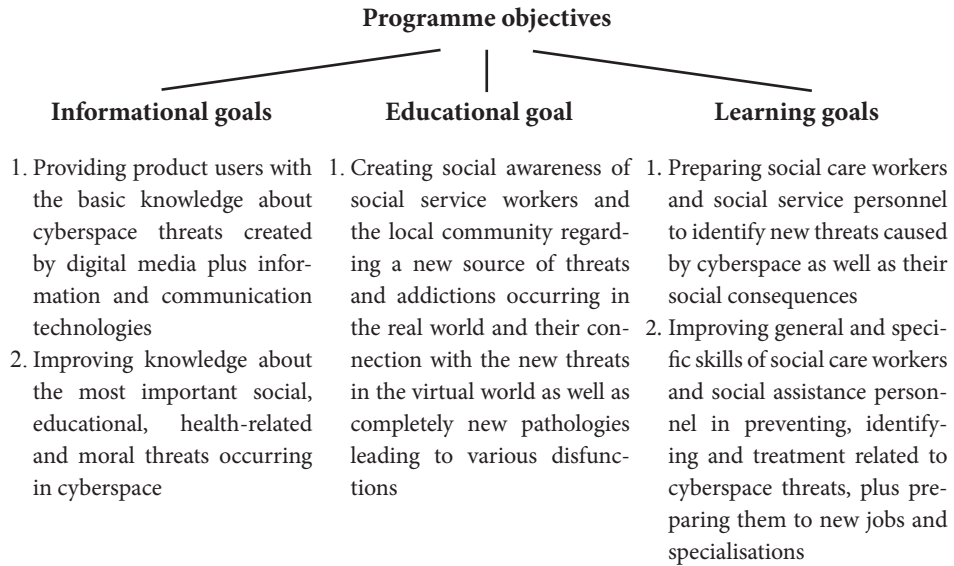 Programme objectives
Informational goals
1. Providing product users with
the basic knowledge about
cyberspace threats created
by digital media plus infor-
mation and communication
technologies
2. Improving knowledge about
the most important social,
educational, health-related
and moral threats occurring
in cyberspace
Educational goal
1. Creating social awareness of
social service workers and
the local community regard-
ing a new source of threats
and addictions occurring in
the real world and their con-
nection with the new threats
in the virtual world as well as
completely new pathologies
leading to various disfunc-
tions
Learning goals
1. Preparing social care workers
and social service personnel
to identify new threats caused
by cyberspace as well as their
social consequences
2. Improving general and speci-
fic skills of social care workers
and social assistance person-
nel in preventing, identify-
ing and treatment related to
cyberspace threats, plus pre-
paring them to new jobs and
specialisations